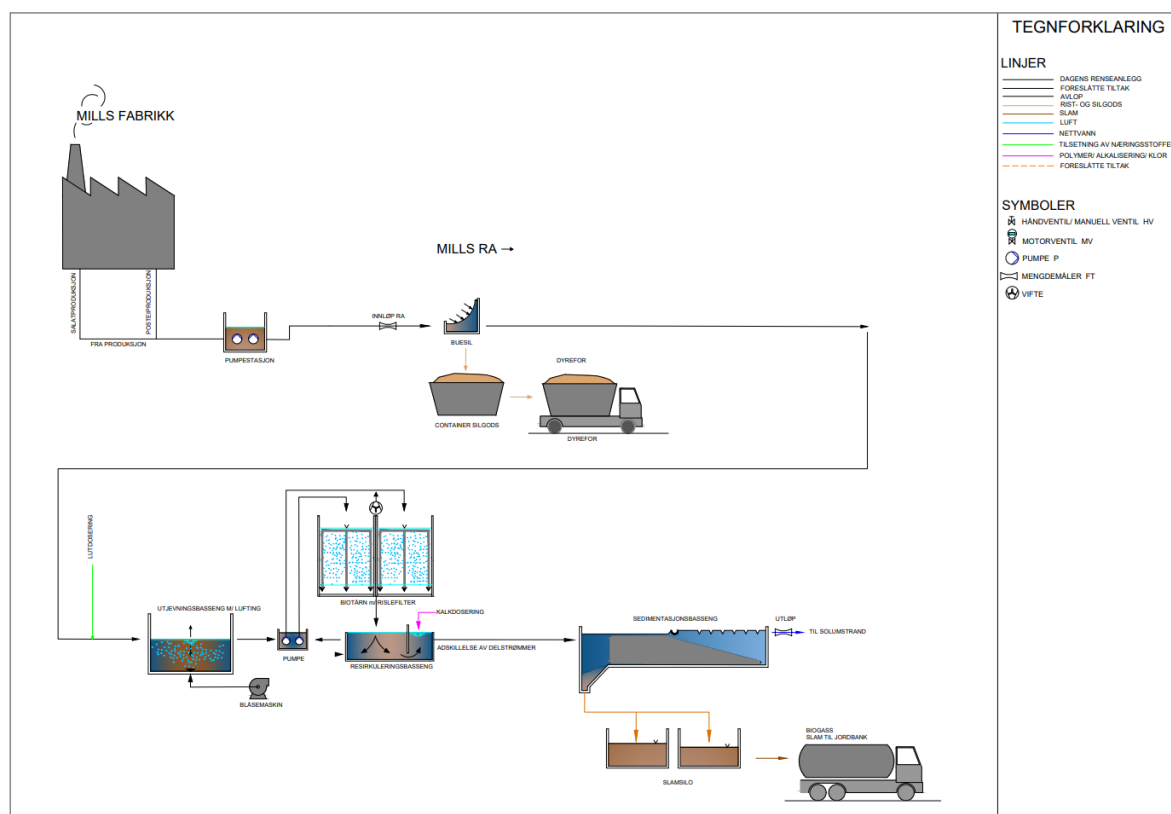 TEGNFORKLARING
LINJER
DAGENS RENSEANLEGG
FORESLÅTTE TILTAK
AVLOP
RIST- OG SILGODS
SLAM
LUFT
NETTVANN
TILSETNING AV NÆRINGSSTOFFE
POLYMER/ ALKALISERING/ KLOR
FORESLÅTTE TILTAK
SYMBOLER
HÅNDVENTIL/ MANUELL VENTIL HV
MOTORVENTIL MV
PUMPE P
MENGDEMÅLER FT
VIFTE
MILLS FABRIKK
MILLS RA
SALATPRODUKSJON
POSTEIPRODUKSJON
FRA PRODUKSJON
PUMPESTASJON
INNLØP RA
BUESIL
CONTAINER SILGODS
DYREFOR
DYREFOR
LUTDOSERING
UTJEVNINGSBASSENG M/ LUFTING
BLÅSEMASKIN
PUMPE
BIOTÅRN m/ RISLEFILTER
KALKDOSERING
ADSKILLELSE AV DELSTRØMMER
RESIRKULERINGSBASSENG
SEDIMENTASJONSBASSENG
UTLØP
TIL SOLUMSTRAND
SLAMSILO
BIOGASS
SLAM TIL JORDBANK